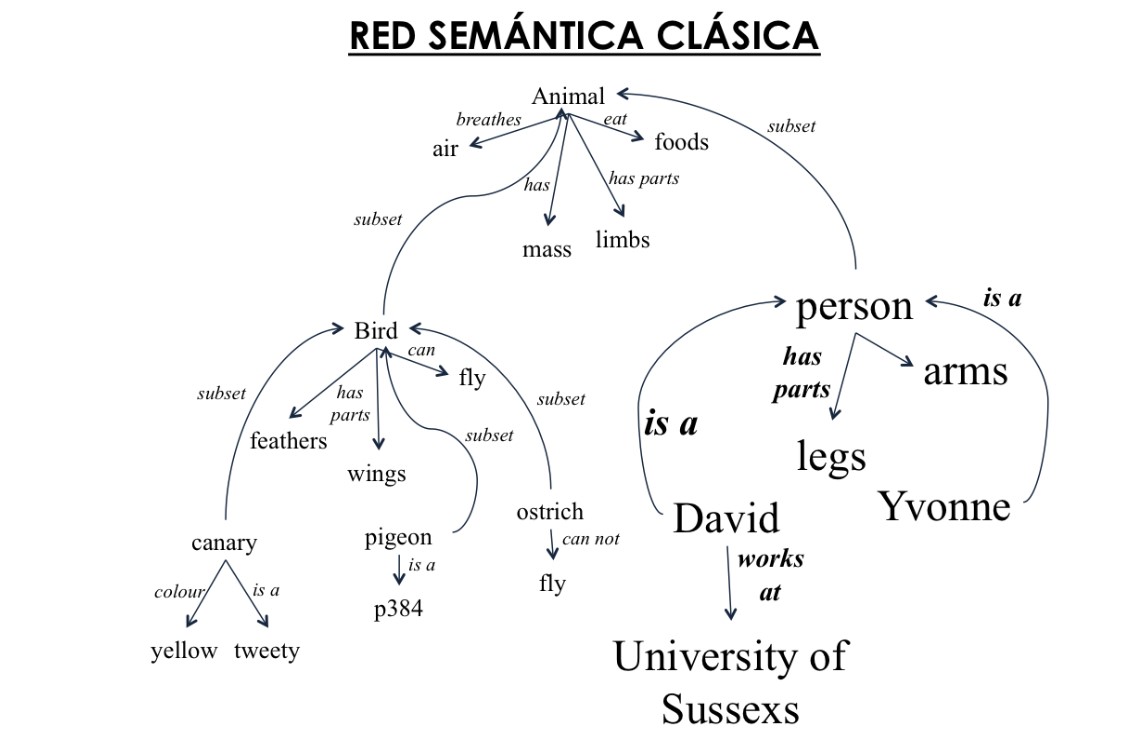 RED SEMÁNTICA CLÁSICA
Animal
breathes
eat
subset
air
foods
has
has parts
subset
mass
limbs
person
is a
Bird
can
has
parts
arms
fly
subset
has
parts
subset
is a
feathers
subset
legs
wings
Yvonne
ostrich
David
canary
pigeon
can not
works
at
is a
colour
is a
fly
p384
yellow
tweety
University of
Sussexs